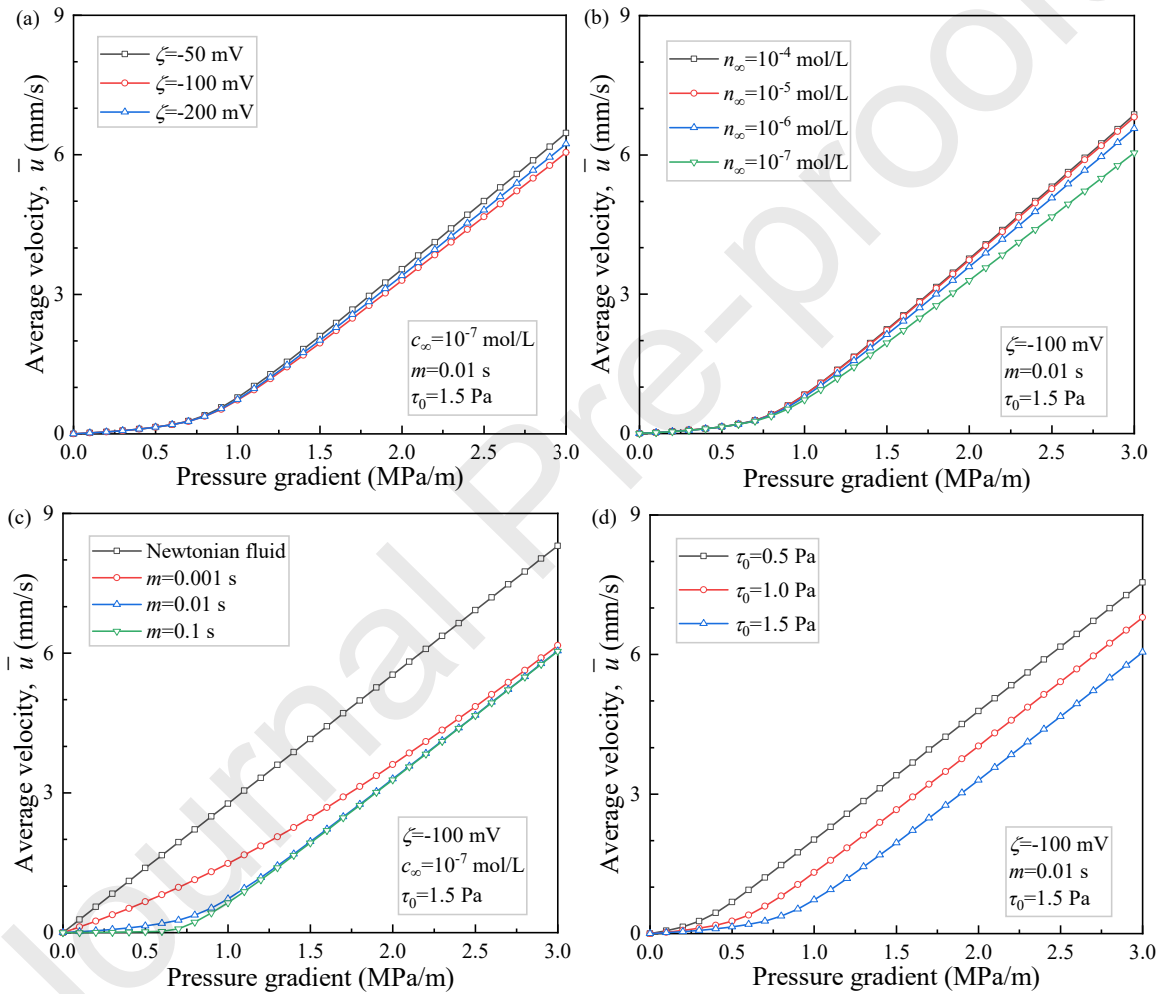 (a)
9
6
3
0
Average velocity, ū (mm/s)
ζ=-50 mV
ζ=-100 mV
ζ=-200 mV
c∞=10⁻⁷ mol/L
m=0.01 s
τ₀=1.5 Pa
0.0 0.5 1.0 1.5 2.0 2.5 3.0
Pressure gradient (MPa/m)
(b)
9
6
3
0
Average velocity, ū (mm/s)
n∞=10⁻⁴ mol/L
n∞=10⁻⁵ mol/L
n∞=10⁻⁶ mol/L
n∞=10⁻⁷ mol/L
ζ=-100 mV
m=0.01 s
τ₀=1.5 Pa
0.0 0.5 1.0 1.5 2.0 2.5 3.0
Pressure gradient (MPa/m)
(c)
9
6
3
0
Average velocity, ū (mm/s)
Newtonian fluid
m=0.001 s
m=0.01 s
m=0.1 s
ζ=-100 mV
c∞=10⁻⁷ mol/L
τ₀=1.5 Pa
0.0 0.5 1.0 1.5 2.0 2.5 3.0
Pressure gradient (MPa/m)
(d)
9
6
3
0
Average velocity, ū (mm/s)
τ₀=0.5 Pa
τ₀=1.0 Pa
τ₀=1.5 Pa
ζ=-100 mV
m=0.01 s
τ₀=1.5 Pa
0.0 0.5 1.0 1.5 2.0 2.5 3.0
Pressure gradient (MPa/m)
Journal Pre-proof